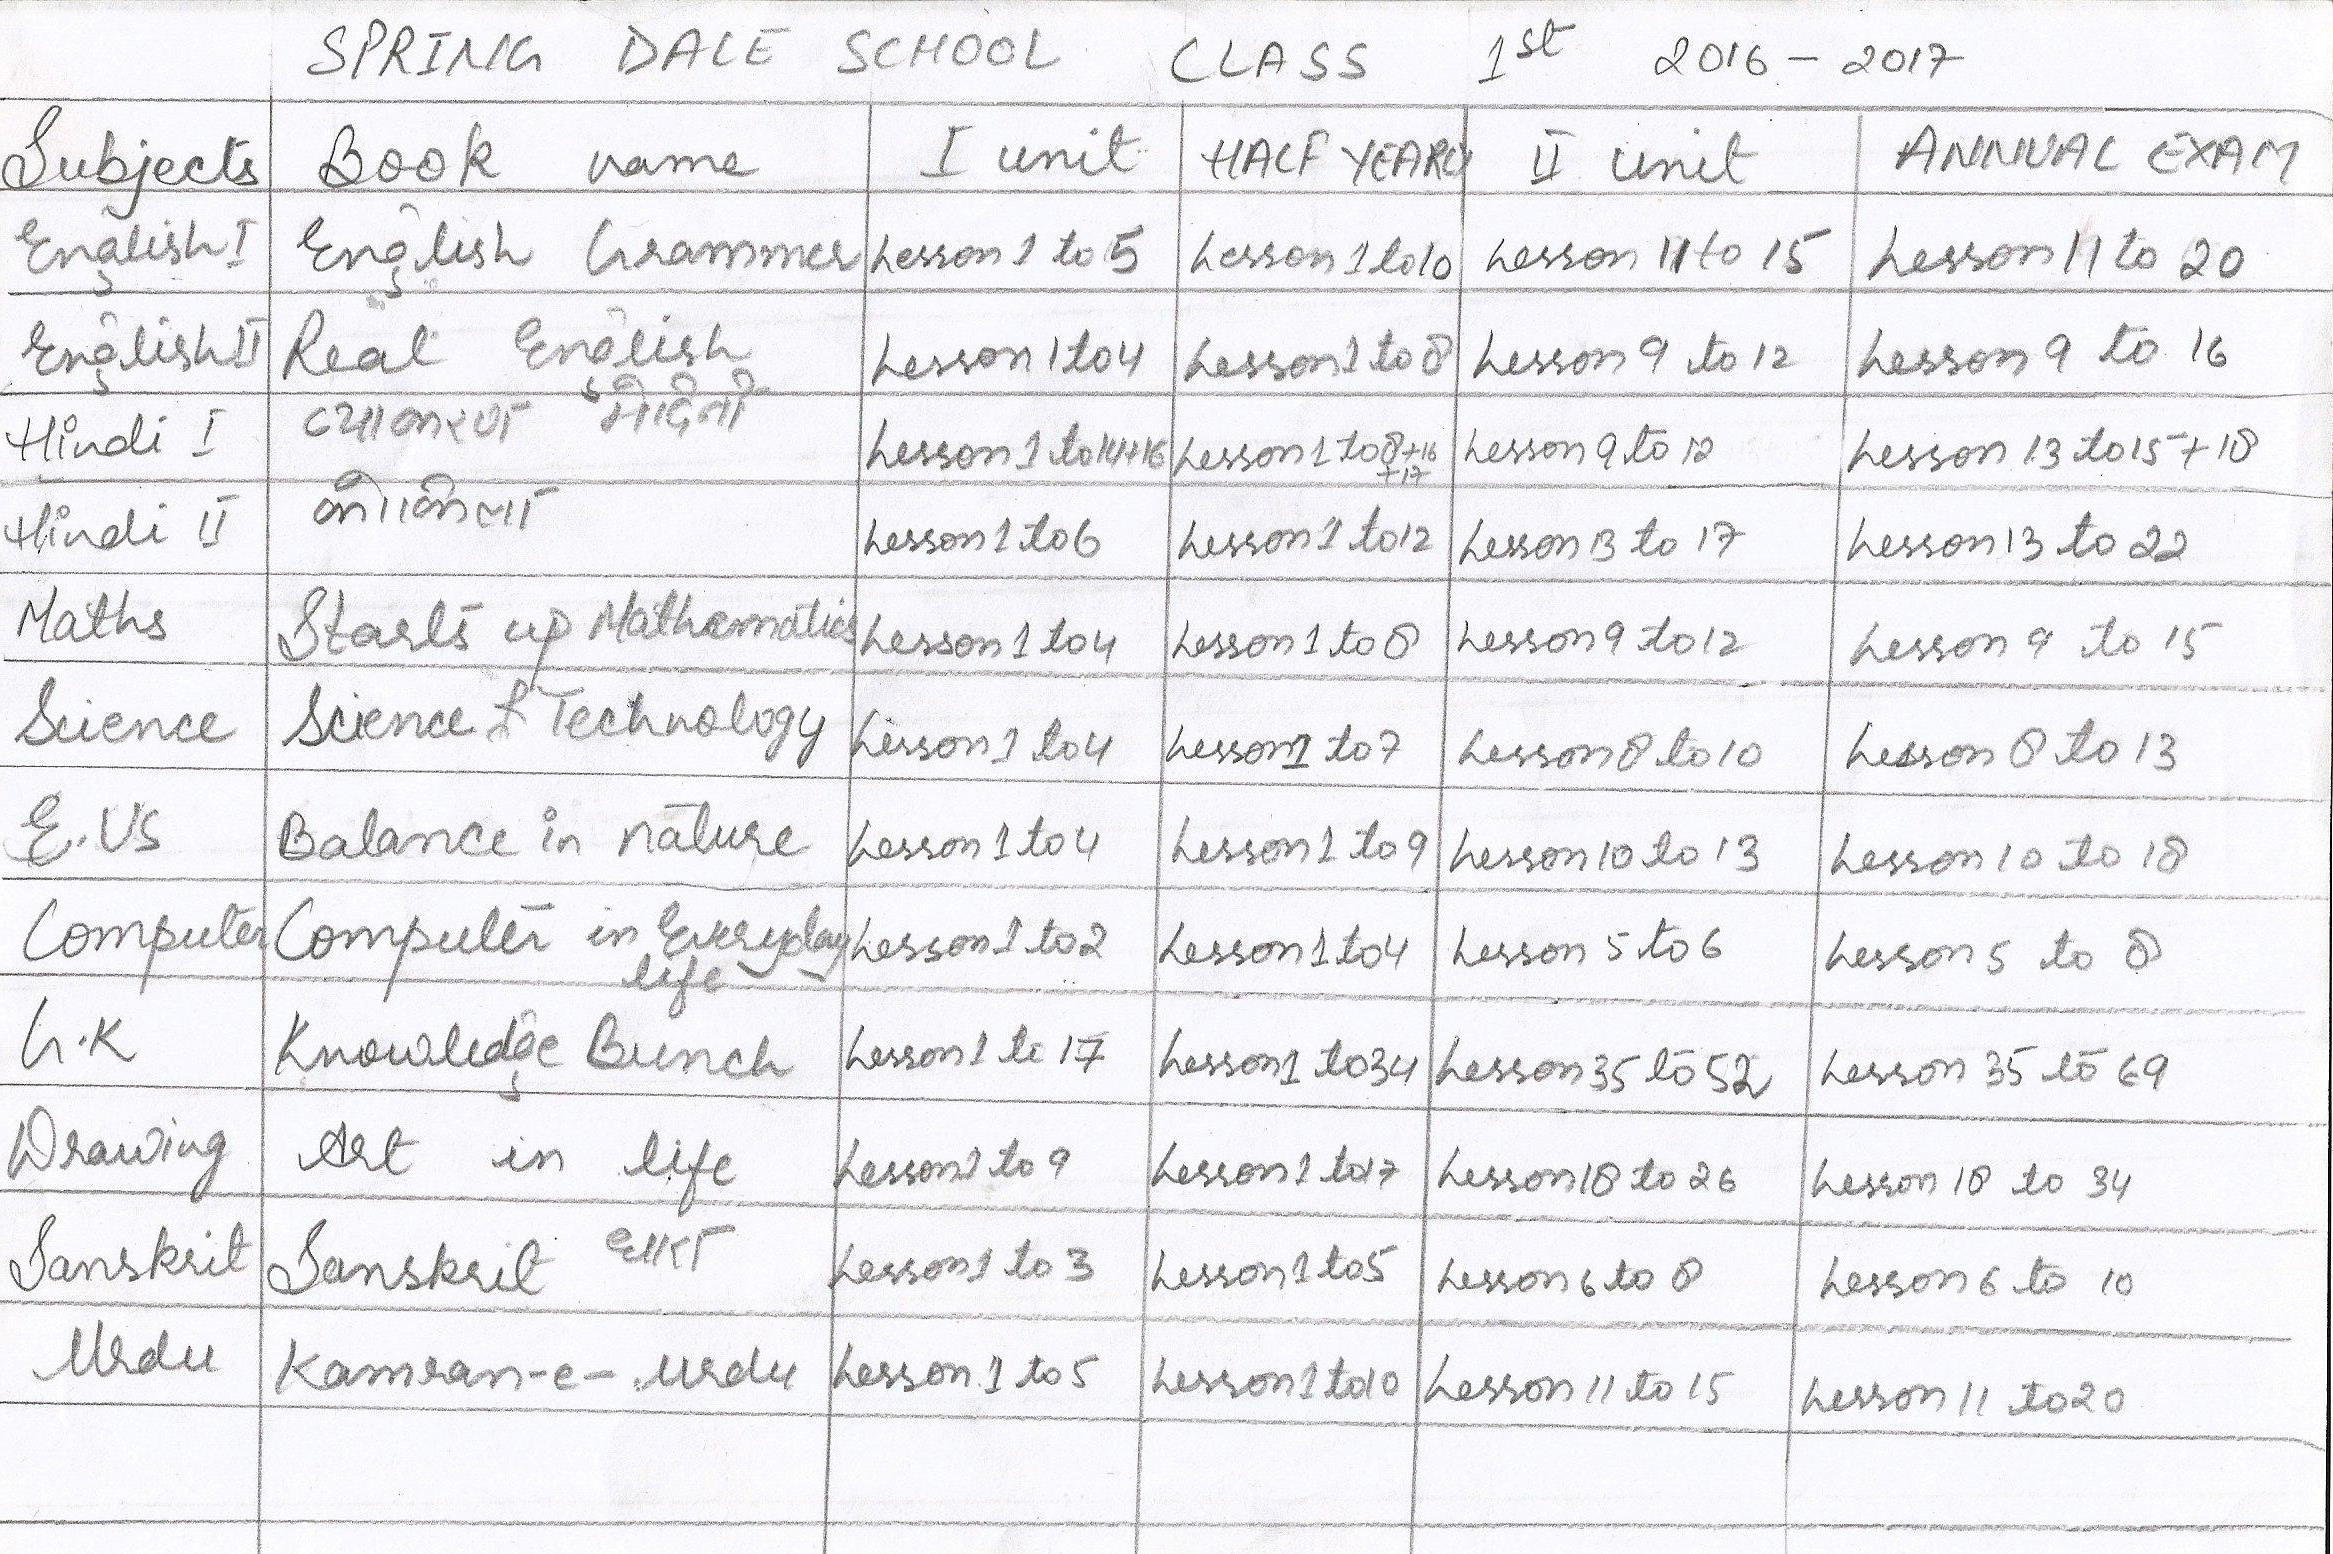 SPRING DALE SCHOOL CLASS 1st 2016 - 2017
Subjects Book name I unit HALF YEARLY II unit ANNUAL EXAM
English I English Grammer Lesson 1 to 5 Lesson 1 to 10 Lesson 11 to 15 Lesson 11 to 20
English II Real English Lesson 1 to 4 Lesson 1 to 8 Lesson 9 to 12 Lesson 9 to 16
Hindi I व्याकरण Lesson 1 to 14+16 Lesson 1 to 8+16 +17 Lesson 9 to 12 Lesson 13 to 15 + 18
Hindi II Lesson 1 to 6 Lesson 1 to 12 Lesson 13 to 17 Lesson 13 to 22
Maths Starts up Mathematics Lesson 1 to 4 Lesson 1 to 8 Lesson 9 to 12 Lesson 9 to 15
Science Science & Technology Lesson 1 to 4 Lesson 1 to 7 Lesson 8 to 10 Lesson 8 to 13
E.VS Balance in nature Lesson 1 to 4 Lesson 1 to 9 Lesson 10 to 13 Lesson 10 to 18
Computer Computer in Everyday life Lesson 1 to 2 Lesson 1 to 4 Lesson 5 to 6 Lesson 5 to 8
G.K Knowledge Bunch Lesson 1 to 17 Lesson 1 to 34 Lesson 35 to 52 Lesson 35 to 69
Drawing Art in life Lesson 1 to 9 Lesson 1 to 17 Lesson 18 to 26 Lesson 18 to 34
Sanskrit Sanskrit धारा Lesson 1 to 3 Lesson 1 to 5 Lesson 6 to 8 Lesson 6 to 10
Urdu Kamran-e-Urdu Lesson 1 to 5 Lesson 1 to 10 Lesson 11 to 15 Lesson 11 to 20